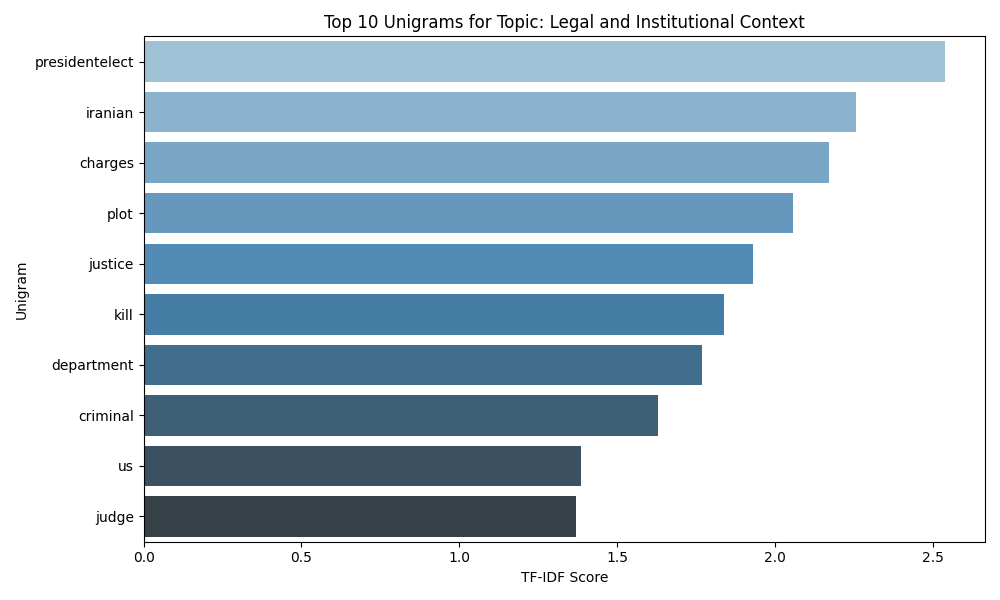 Top 10 Unigrams for Topic: Legal and Institutional Context
Unigram
presidentelect
iranian
charges
plot
justice
kill
department
criminal
us
judge
0.0 0.5 1.0 1.5 2.0 2.5
TF-IDF Score